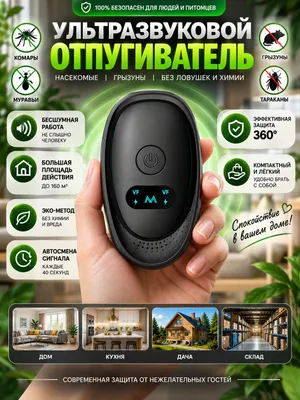 100% БЕЗОПАСЕН ДЛЯ ЛЮДЕЙ И ПИТОМЦЕВ
УЛЬТРАЗВУКОВОЙ
ОТПУГИВАТЕЛЬ
НАСЕКОМЫЕ | ГРЫЗУНЫ | БЕЗ ЛОВУШЕК И ХИМИИ
КОМАРЫ
МУРАВЬИ
ГРЫЗУНЫ
ТАРАКАНЫ
БЕСШУМНАЯ
РАБОТА
НЕ СЛЫШНО
ЧЕЛОВЕКУ
БОЛЬШАЯ
ПЛОЩАДЬ
ДЕЙСТВИЯ
ДО 160 м²
ЭКО-МЕТОД
БЕЗ ХИМИИ
И ВРЕДА
АВТОСМЕНА
СИГНАЛА
КАЖДЫЕ
40 СЕКУНД
ЭФФЕКТИВНАЯ
ЗАЩИТА
360°
КОМПАКТНЫЙ
И ЛЁГКИЙ
УДОБНО БРАТЬ
С СОБОЙ
VF
VF
Спокойствие
в вашем доме!
ДОМ
КУХНЯ
ДАЧА
СКЛАД
СОВРЕМЕННАЯ ЗАЩИТА ОТ НЕЖЕЛАТЕЛЬНЫХ ГОСТЕЙ